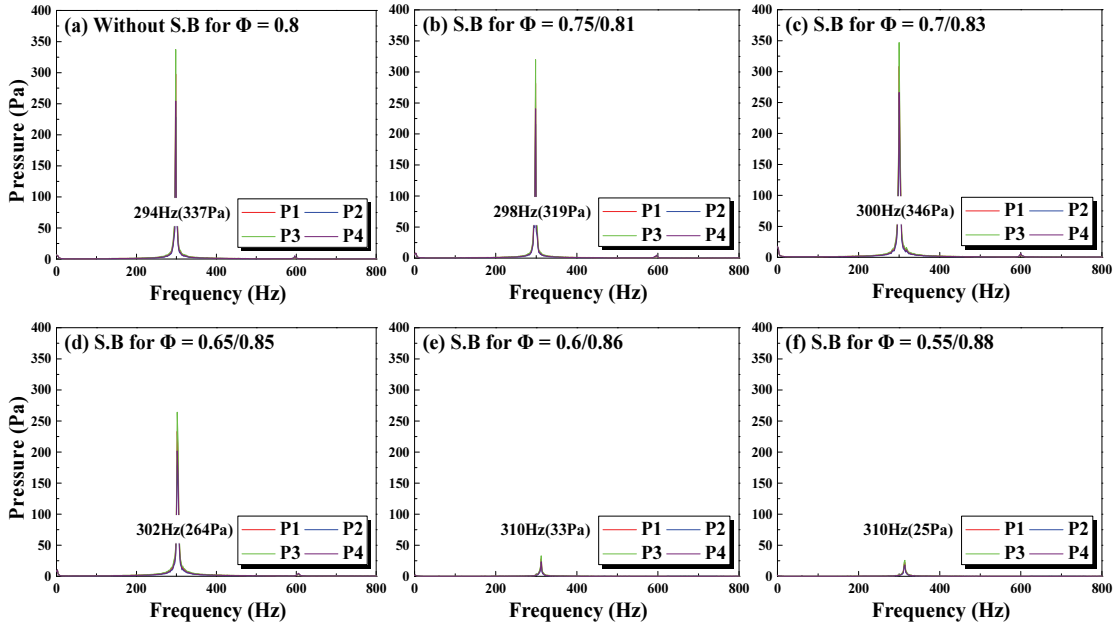 (a) Without S.B for Φ = 0.8
Pressure (Pa)
400
350
300
250
200
150
100
50
0
294Hz(337Pa)
P1 P2
P3 P4
0 200 400 600 800
Frequency (Hz)
(b) S.B for Φ = 0.75/0.81
400
350
300
250
200
150
100
50
0
298Hz(319Pa)
P1 P2
P3 P4
0 200 400 600 800
Frequency (Hz)
(c) S.B for Φ = 0.7/0.83
400
350
300
250
200
150
100
50
0
300Hz(346Pa)
P1 P2
P3 P4
0 200 400 600 800
Frequency (Hz)
(d) S.B for Φ = 0.65/0.85
Pressure (Pa)
400
350
300
250
200
150
100
50
0
302Hz(264Pa)
P1 P2
P3 P4
0 200 400 600 800
Frequency (Hz)
(e) S.B for Φ = 0.6/0.86
400
350
300
250
200
150
100
50
0
310Hz(33Pa)
P1 P2
P3 P4
0 200 400 600 800
Frequency (Hz)
(f) S.B for Φ = 0.55/0.88
400
350
300
250
200
150
100
50
0
310Hz(25Pa)
P1 P2
P3 P4
0 200 400 600 800
Frequency (Hz)